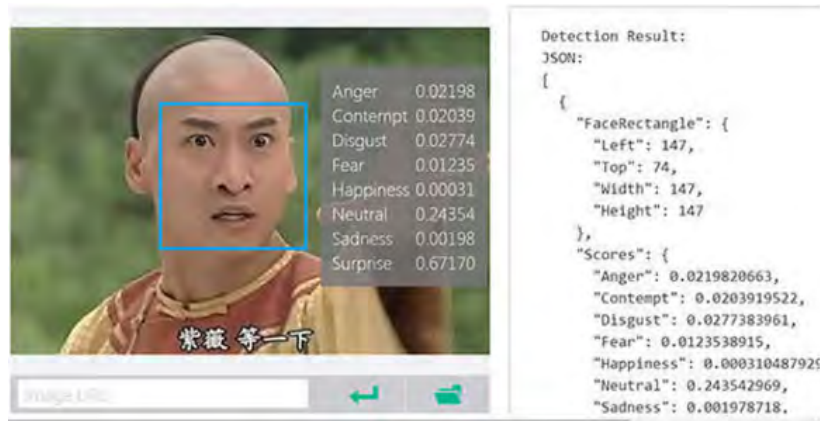 Anger 0.02198
Contempt 0.02039
Disgust 0.02774
Fear 0.01235
Happiness 0.00031
Neutral 0.24354
Sadness 0.00198
Surprise 0.67170
紫薇 等一下
Image URL
Detection Result:
JSON:
[
{
"FaceRectangle": {
"Left": 147,
"Top": 74,
"Width": 147,
"Height": 147
},
"Scores": {
"Anger": 0.0219820663,
"Contempt": 0.0203919522,
"Disgust": 0.0277383961,
"Fear": 0.0123538915,
"Happiness": 0.000310487929
"Neutral": 0.243542969,
"Sadness": 0.001978718,